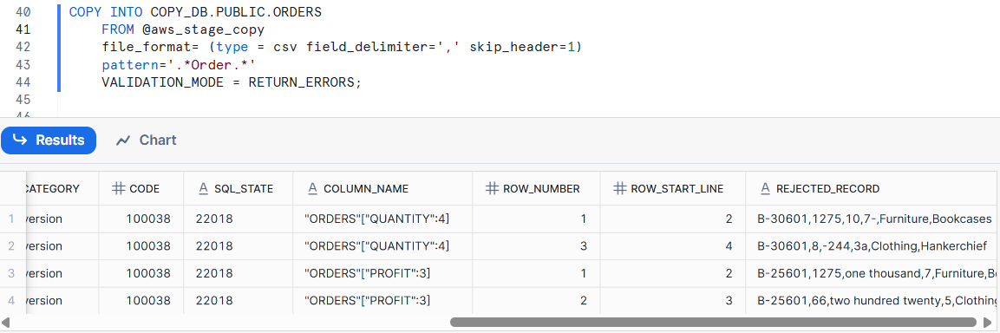 40 COPY INTO COPY_DB.PUBLIC.ORDERS
41 FROM @aws_stage_copy
42 file_format= (type = csv field_delimiter=',' skip_header=1)
43 pattern='.*Order.*'
44 VALIDATION_MODE = RETURN_ERRORS;
45
46
Results Chart
CATEGORY # CODE A SQL_STATE A COLUMN_NAME # ROW_NUMBER # ROW_START_LINE A REJECTED_RECORD
1 version 100038 22018 "ORDERS"["QUANTITY":4] 1 2 B-30601,1275,10,7-,Furniture,Bookcases
2 version 100038 22018 "ORDERS"["QUANTITY":4] 3 4 B-30601,8,-244,3a,Clothing,Hankerchief
3 version 100038 22018 "ORDERS"["PROFIT":3] 1 2 B-25601,1275,one thousand,7,Furniture,B
4 version 100038 22018 "ORDERS"["PROFIT":3] 2 3 B-25601,66,two hundred twenty,5,Clothing